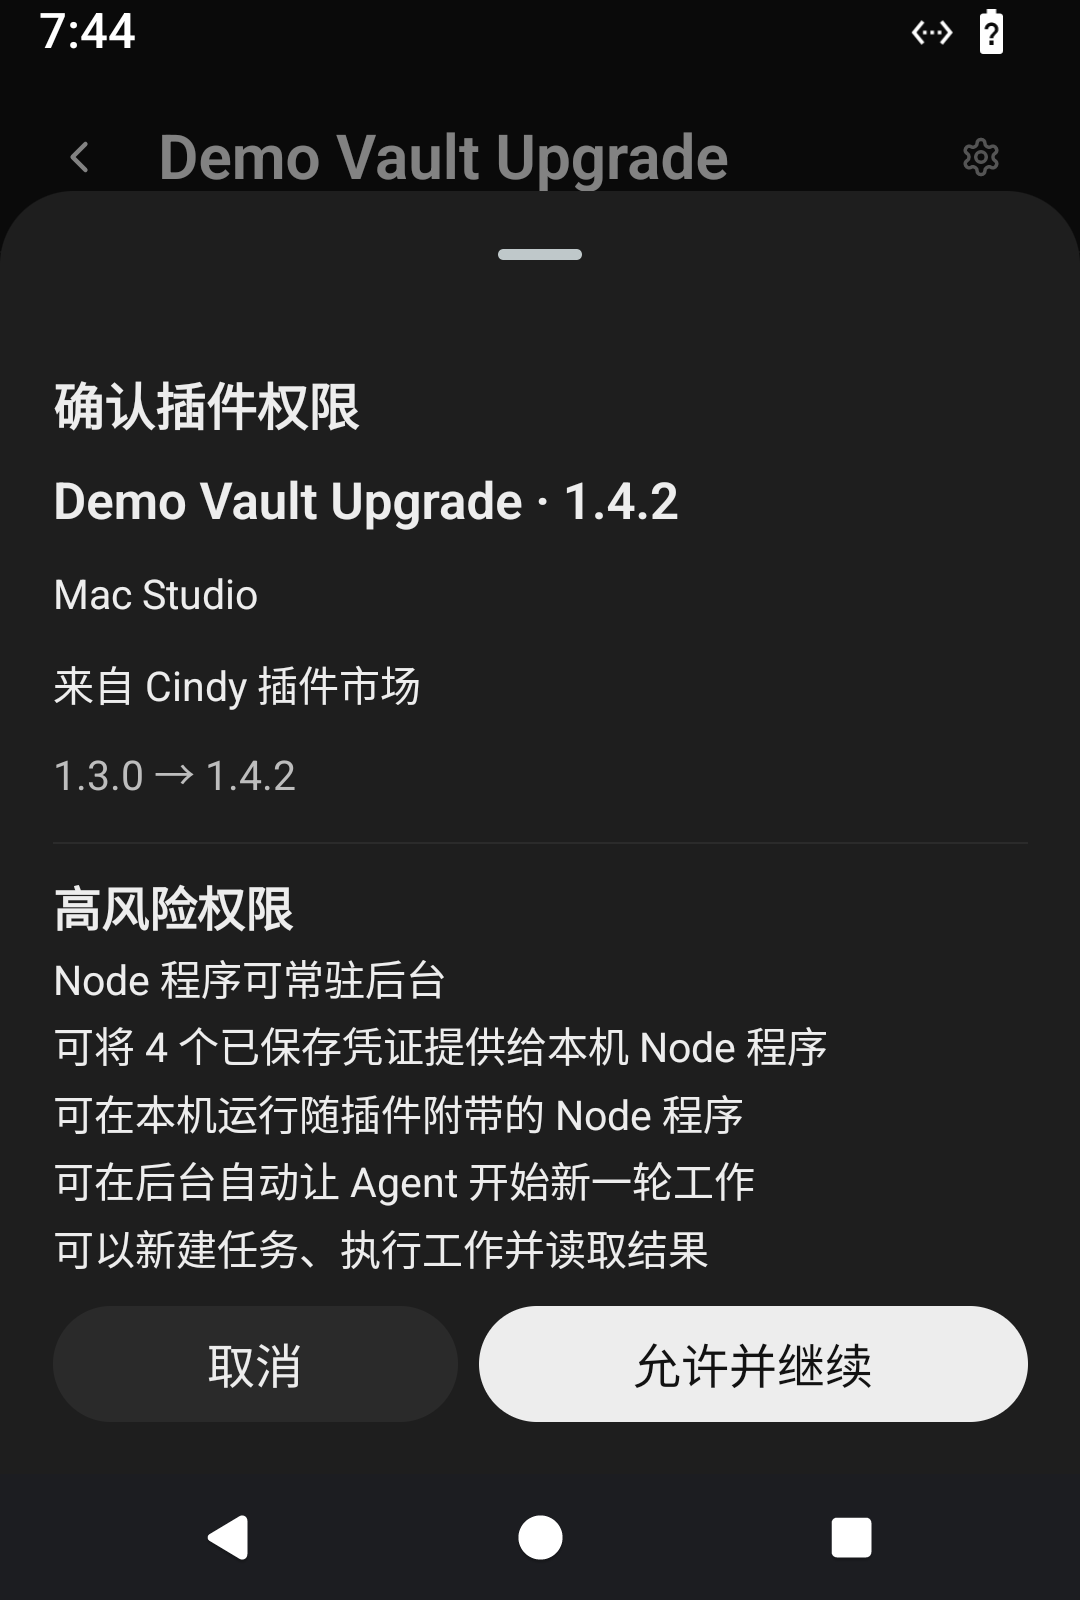 7:44
Demo Vault Upgrade
确认插件权限
Demo Vault Upgrade · 1.4.2
Mac Studio
来自 Cindy 插件市场
1.3.0 → 1.4.2
高风险权限
Node 程序可常驻后台
可将 4 个已保存凭证提供给本机 Node 程序
可在本机运行随插件附带的 Node 程序
可在后台自动让 Agent 开始新一轮工作
可以新建任务、执行工作并读取结果
取消
允许并继续